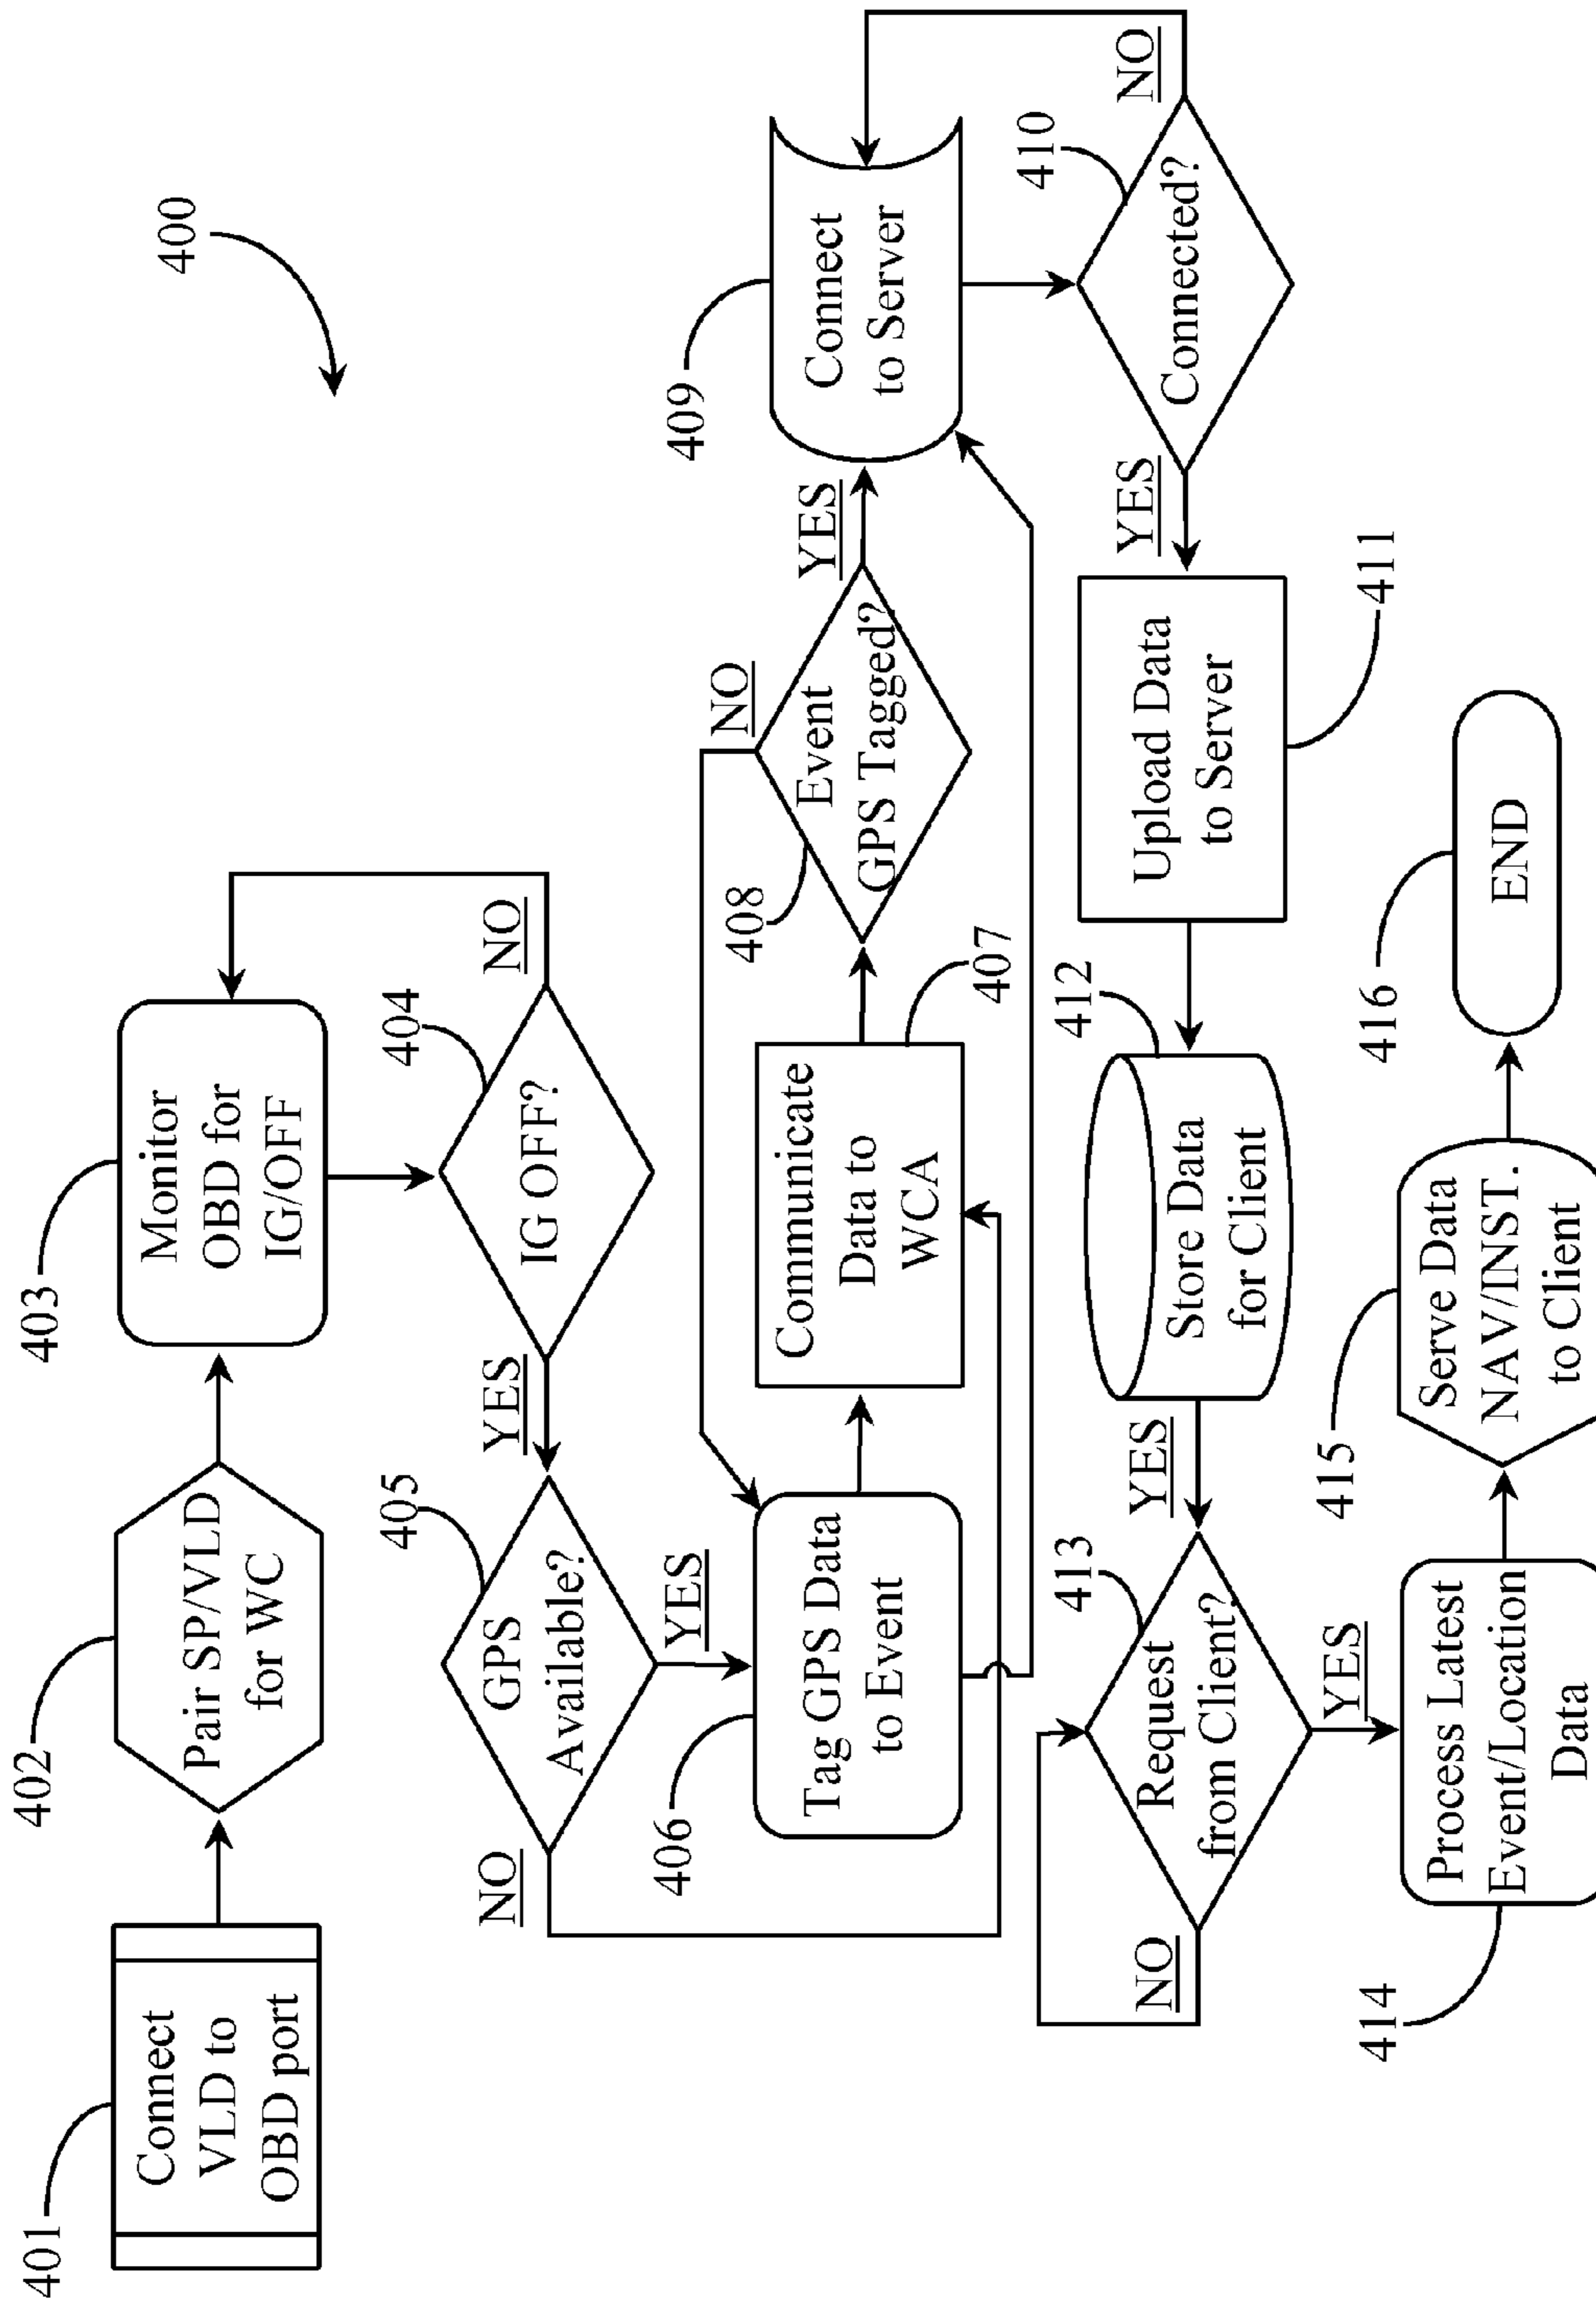 400
401
Connect
VLD to
OBD port
402
Pair SP/VLD
for WC
403
Monitor
OBD for
IG/OFF
404
IG OFF?
NO
YES
405
GPS
Available?
NO
YES
406
Tag GPS Data
to Event
Communicate
Data to
WCA
407
408
Event
GPS Tagged?
NO
YES
409
Connect
to Server
410
Connected?
NO
YES
Upload Data
to Server
411
412
Store Data
for Client
YES
413
Request
from Client?
NO
YES
414
Process Latest
Event/Location
Data
415
Serve Data
NAV/INST.
to Client
416
END